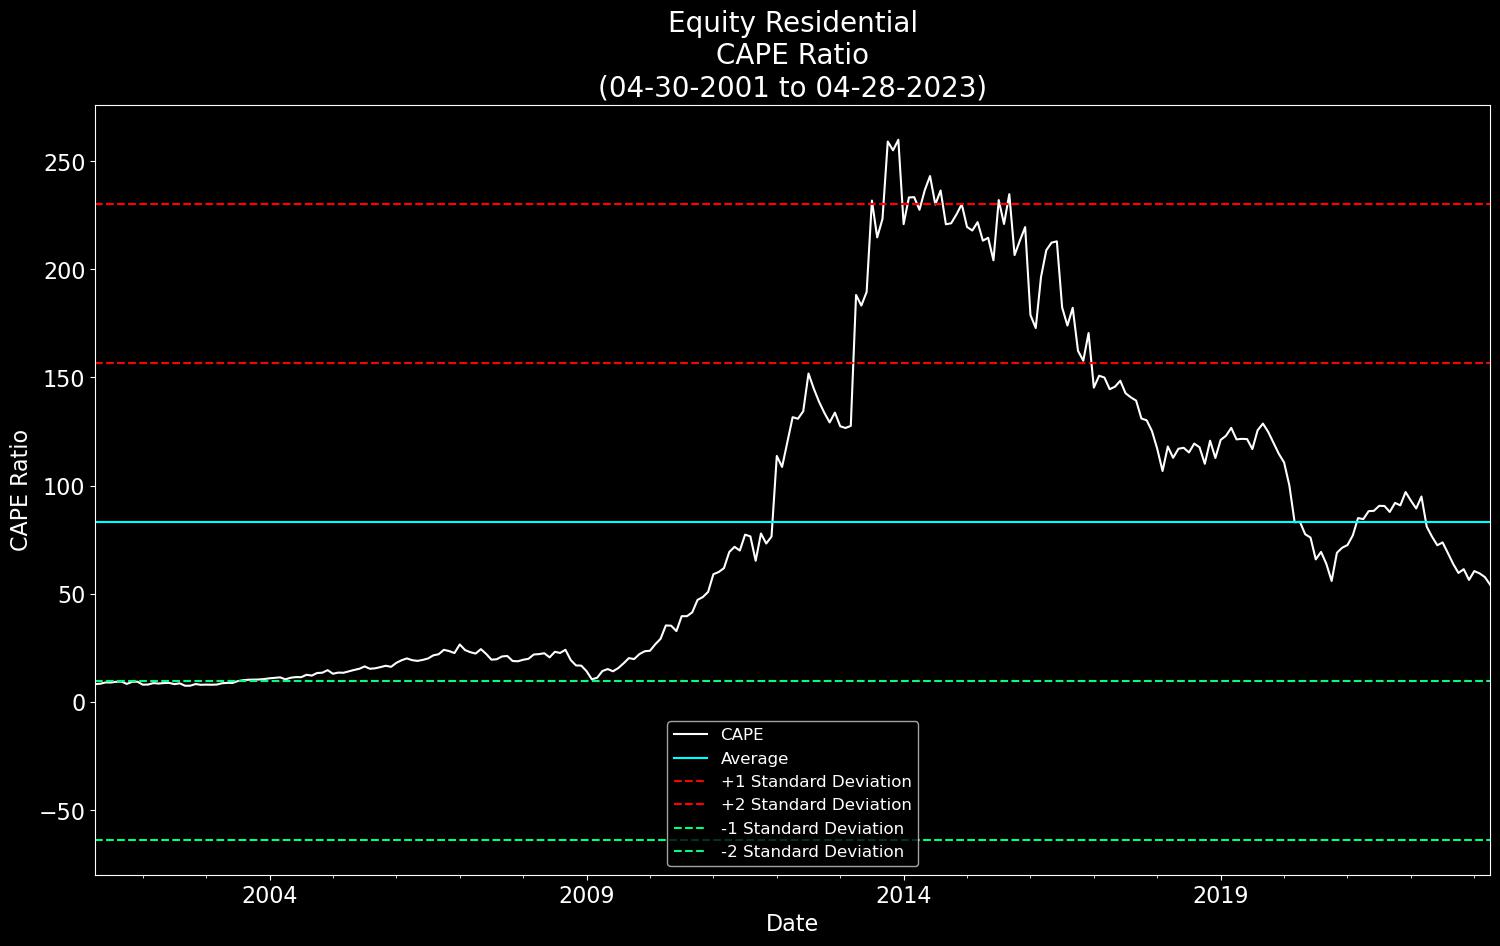 Equity Residential
CAPE Ratio
(04-30-2001 to 04-28-2023)
CAPE Ratio
250
200
150
100
50
0
−50
CAPE
Average
+1 Standard Deviation
+2 Standard Deviation
-1 Standard Deviation
-2 Standard Deviation
2004
2009
2014
2019
Date